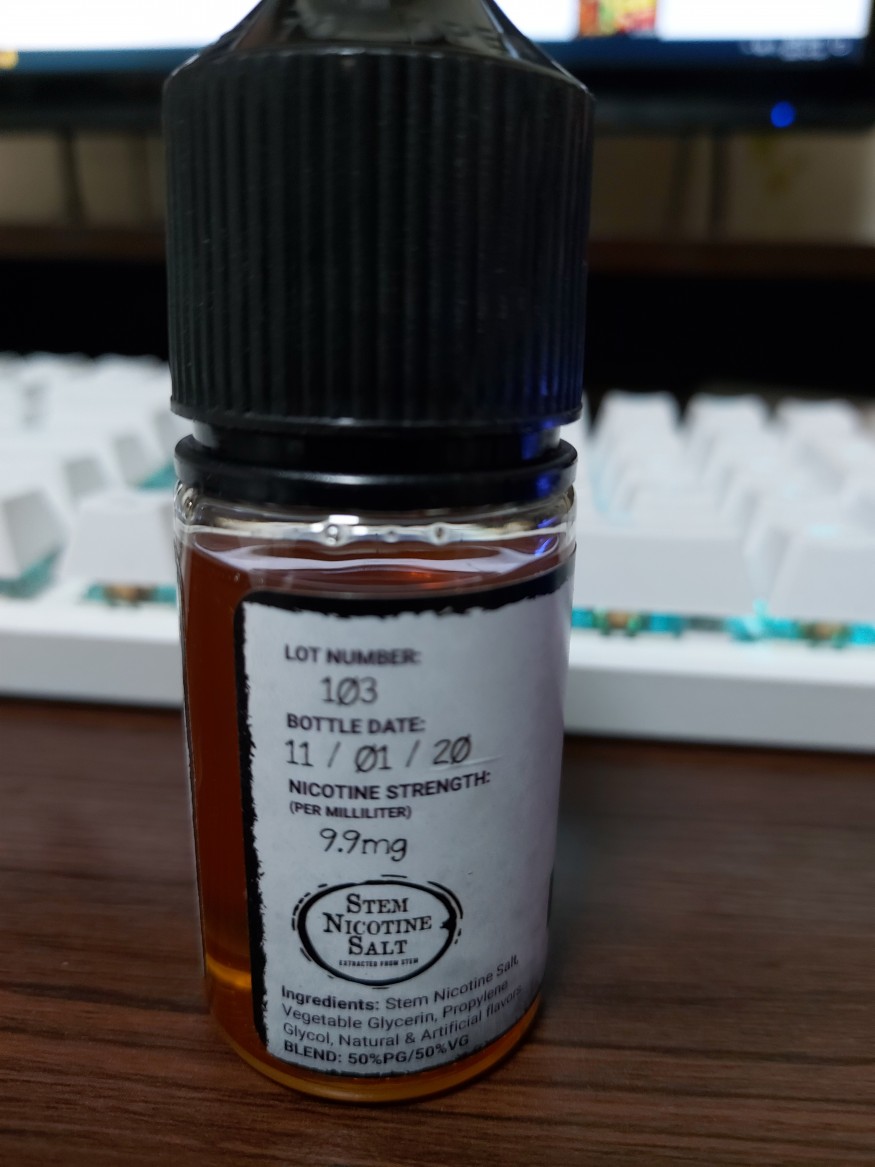 LOT NUMBER:
1Ø3
BOTTLE DATE:
11 / Ø1 / 2Ø
NICOTINE STRENGTH:
(PER MILLILITER)
9.9mg
STEM
NICOTINE
SALT
EXTRACTED FROM STEM
Ingredients: Stem Nicotine Salt,
Vegetable Glycerin, Propylene
Glycol, Natural & Artificial flavors
BLEND: 50%PG/50%VG